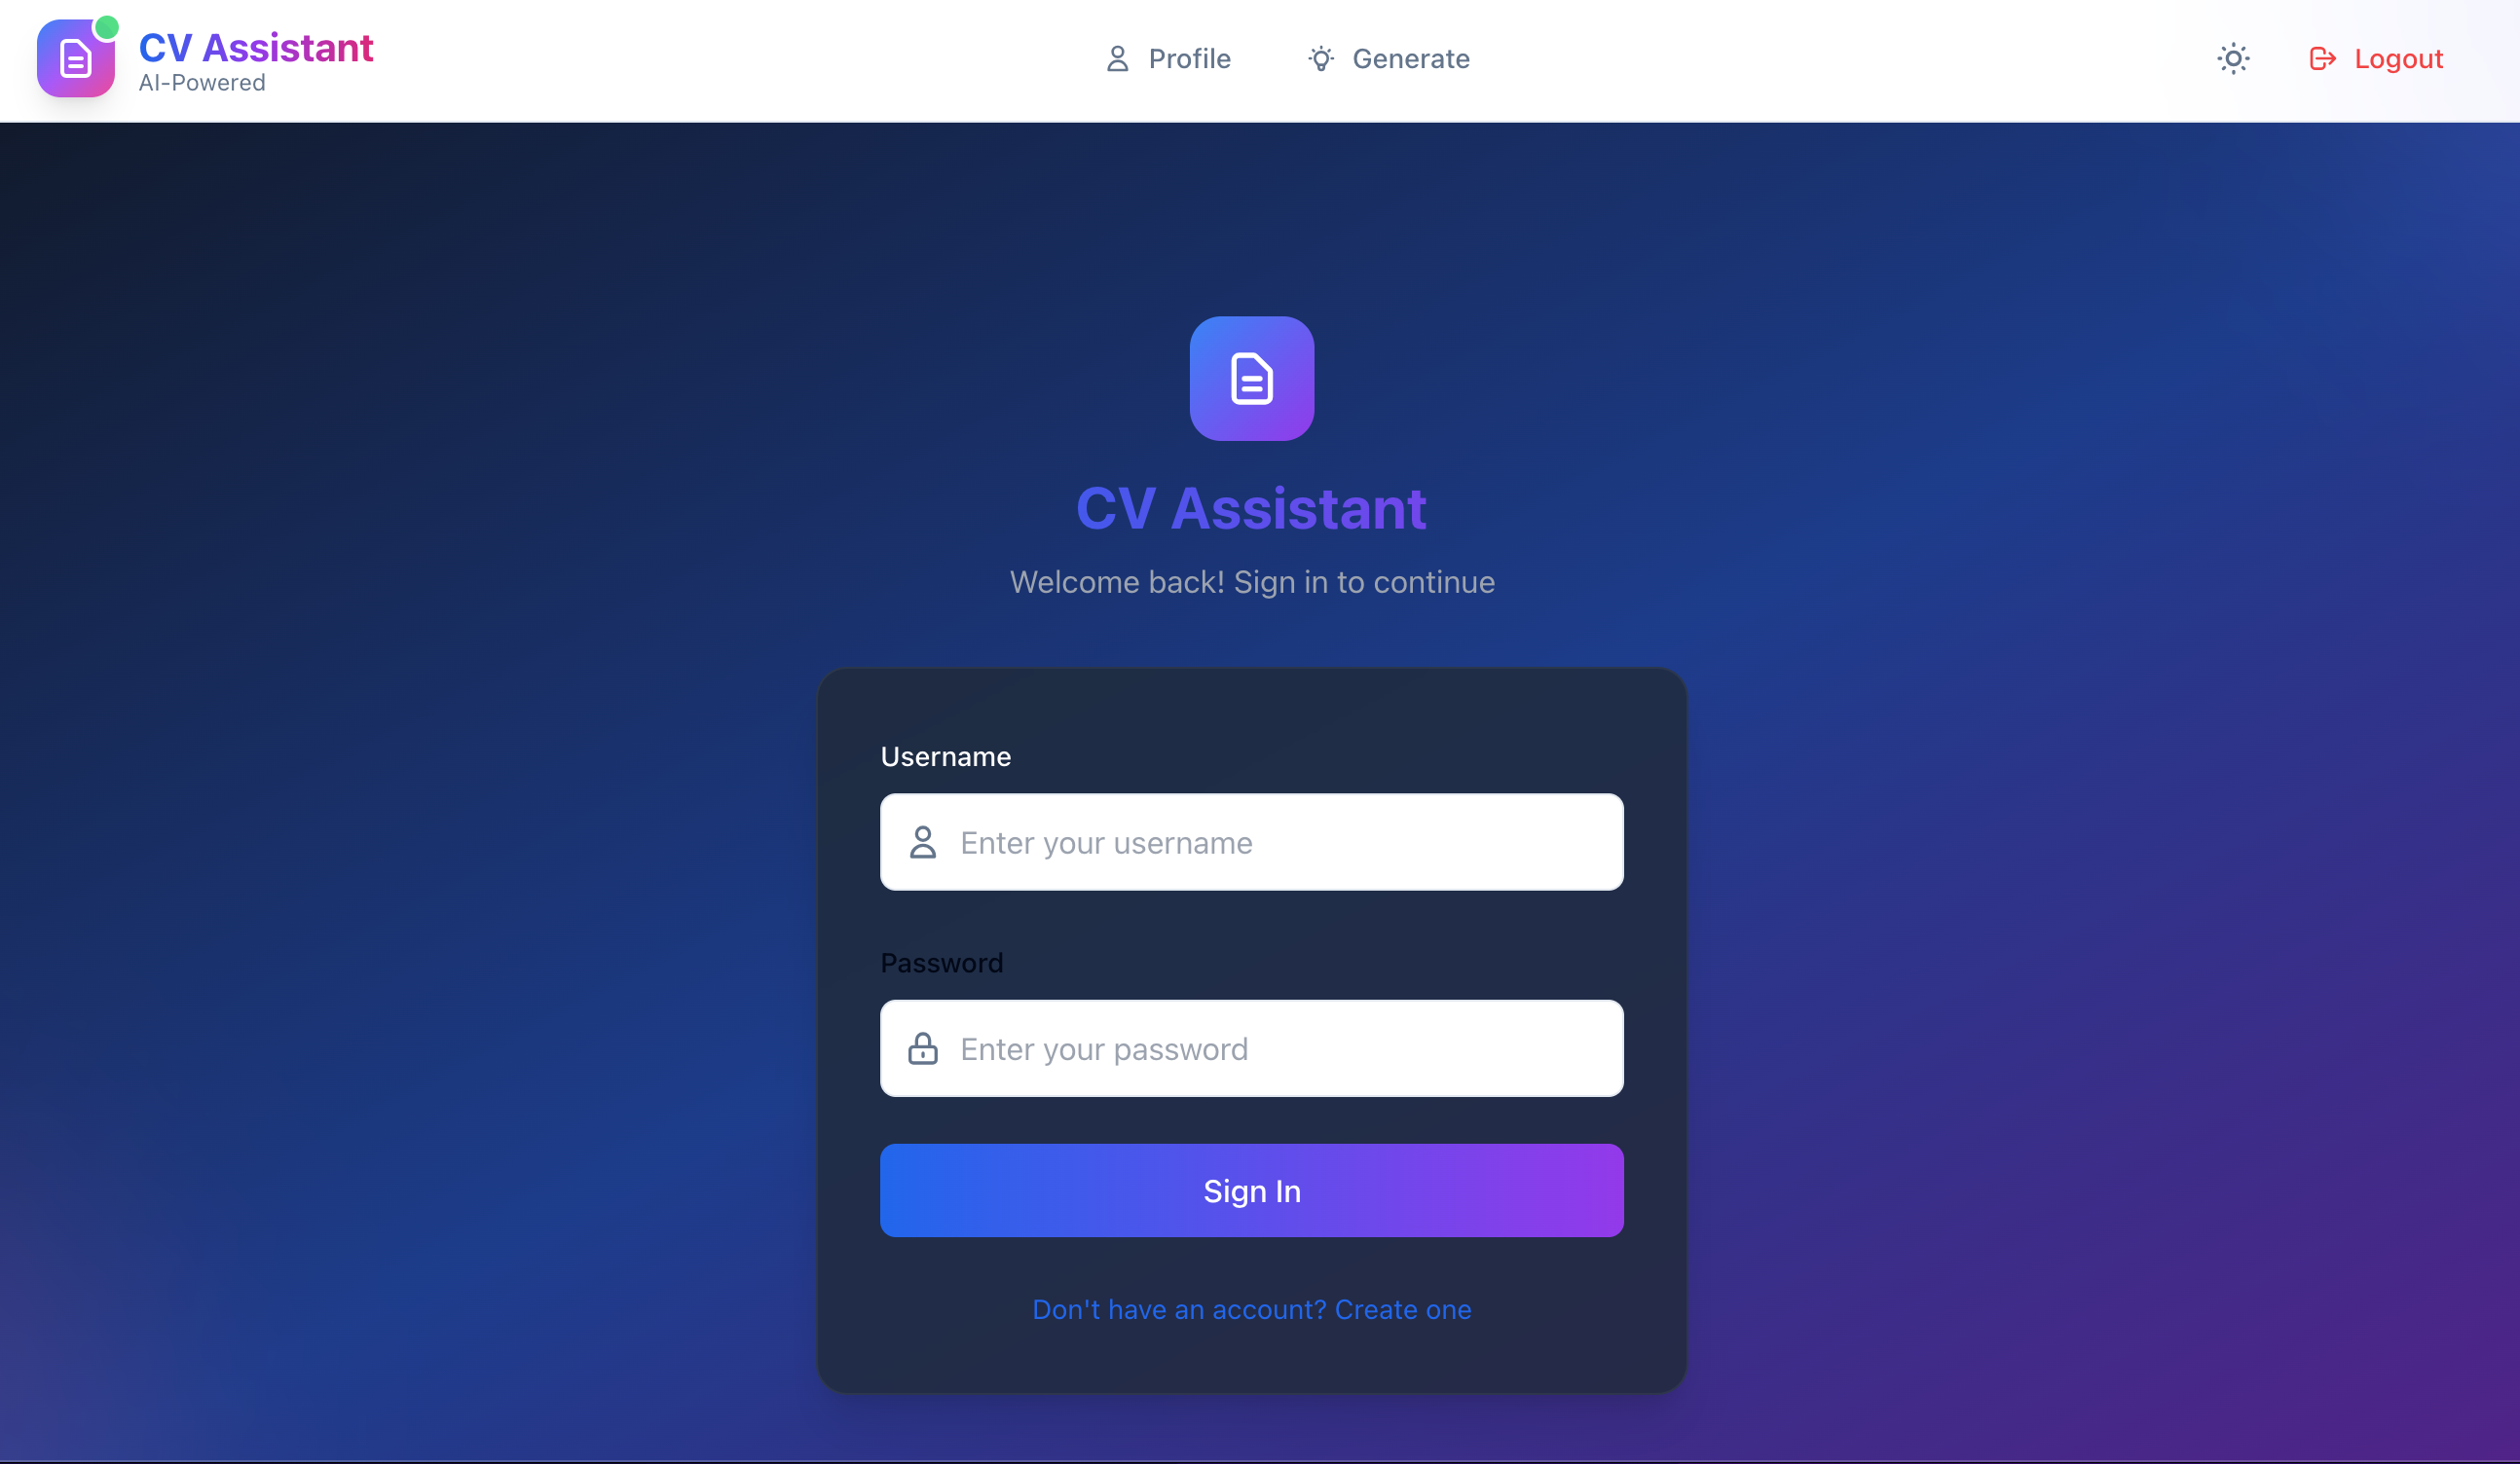 CV Assistant
AI-Powered
Profile
Generate
Logout
CV Assistant
Welcome back! Sign in to continue
Username
Enter your username
Password
Enter your password
Sign In
Don't have an account? Create one